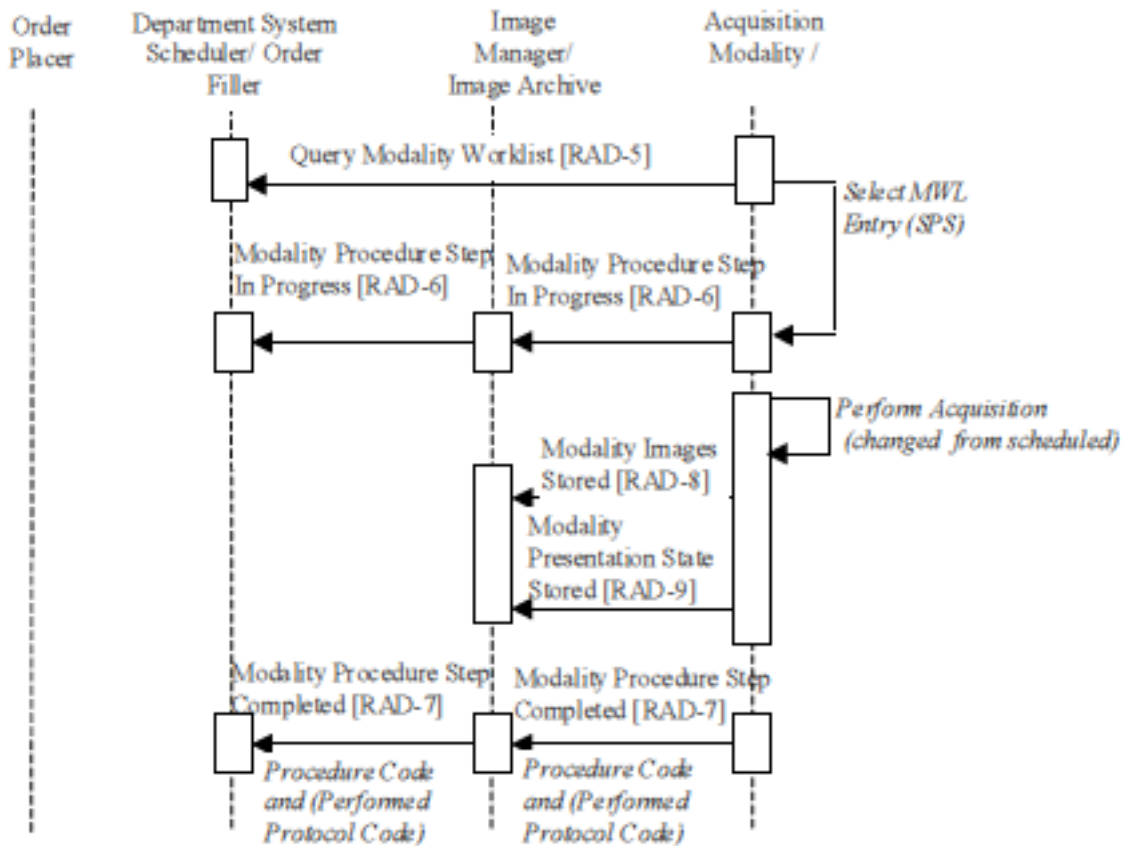 Order
Placer
Department System
Scheduler/ Order
Filler
Image
Manager/
Image Archive
Acquisition
Modality /
Query Modality Worklist [RAD-5]
Select MWL
Entry (SPS)
Modality Procedure Step
In Progress [RAD-6]
Modality Procedure Step
In Progress [RAD-6]
Perform Acquisition
(changed from scheduled)
Modality Images
Stored [RAD-8]
Modality
Presentation State
Stored [RAD-9]
Modality Procedure Step
Completed [RAD-7]
Modality Procedure Step
Completed [RAD-7]
Procedure Code
and (Performed
Protocol Code)
Procedure Code
and (Performed
Protocol Code)